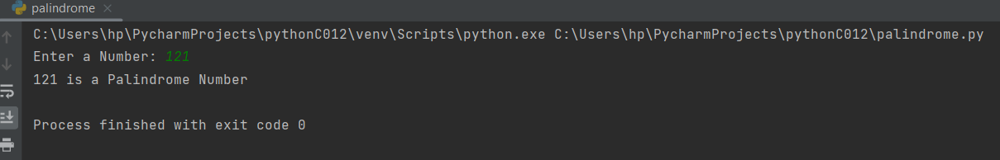 palindrome
C:\Users\hp\PycharmProjects\pythonC012\venv\Scripts\python.exe C:\Users\hp\PycharmProjects\pythonC012\palindrome.py
Enter a Number: 121
121 is a Palindrome Number
Process finished with exit code 0